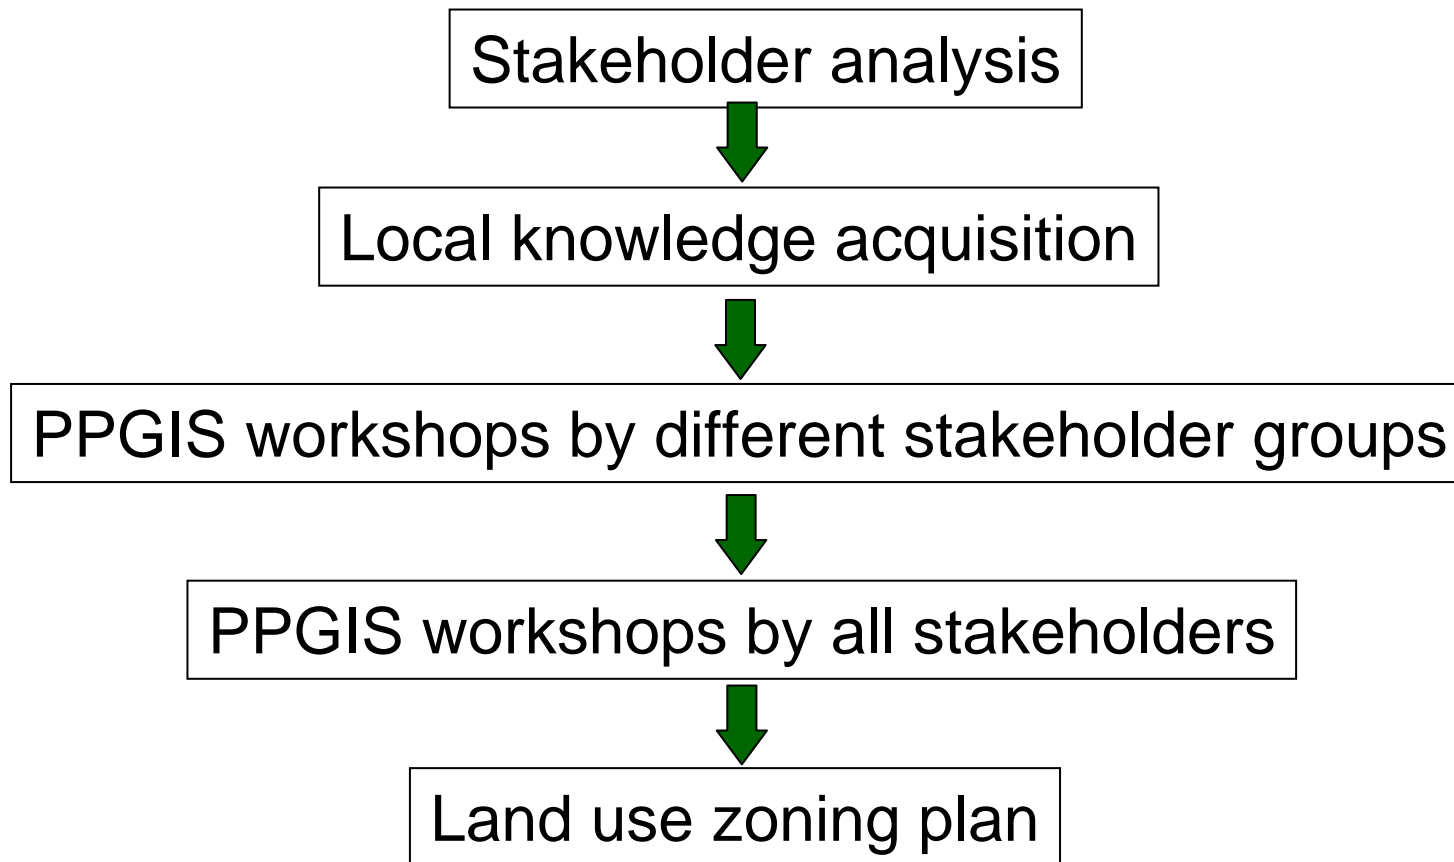 Stakeholder analysis
Local knowledge acquisition
PPGIS workshops by different stakeholder groups
PPGIS workshops by all stakeholders
Land use zoning plan